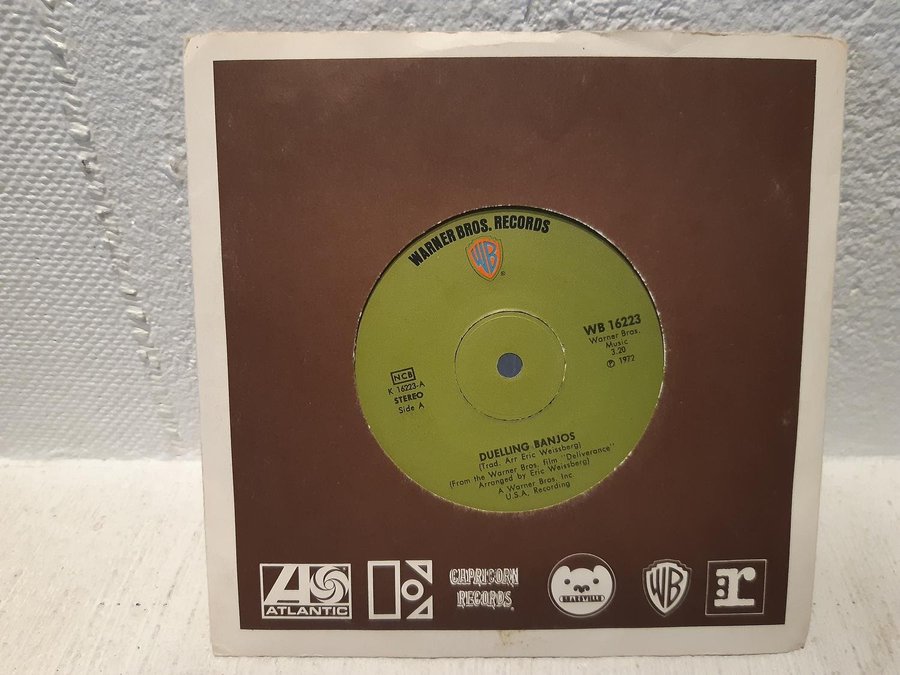 WARNER BROS. RECORDS
WB
®
WB 16223
Warner Bros.
Music
3.20
℗ 1972
NCB
K 16223-A
STEREO
Side A
DUELLING BANJOS
(Trad. Arr Eric Weissberg)
(From the Warner Bros. film "Deliverance"
Arranged by Eric Weissberg)
A Warner Bros. Inc.
U.S.A. Recording
ATLANTIC
CAPRICORN
RECORDS.
BEARSVILLE
WB
r